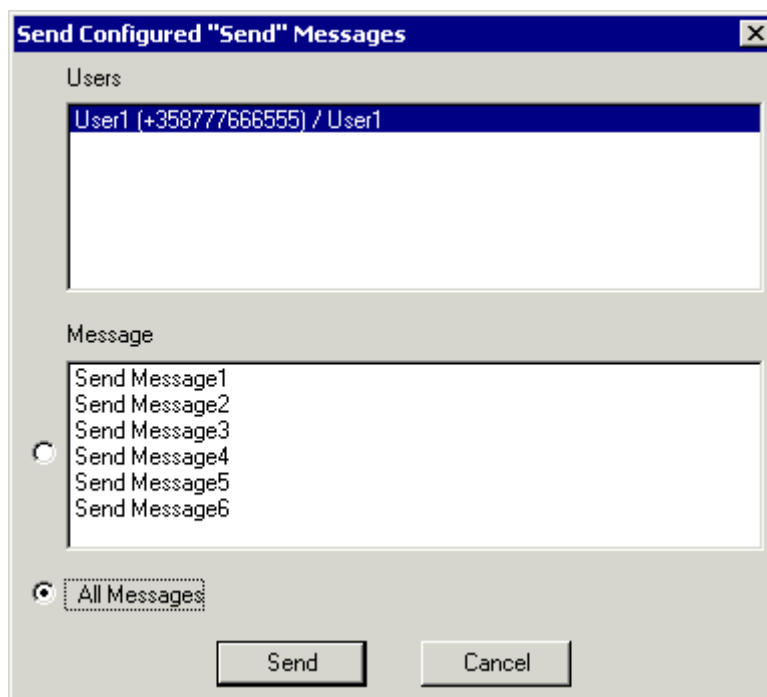 Send Configured "Send" Messages
Users
User1 (+358777666555) / User1
Message
Send Message1
Send Message2
Send Message3
Send Message4
Send Message5
Send Message6
All Messages
Send
Cancel